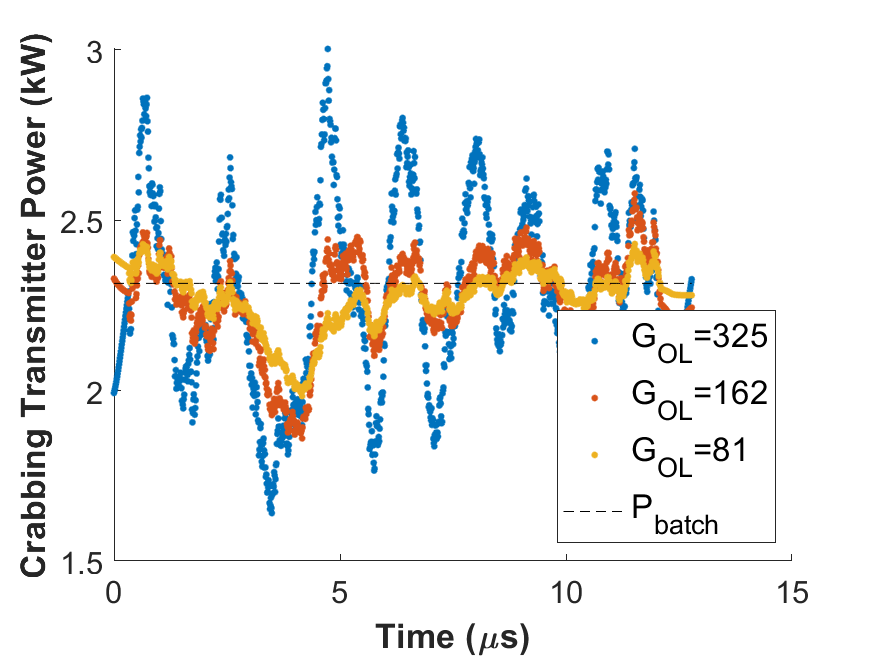 Crabbing Transmitter Power (kW)
3
2.5
2
1.5
G_OL=325
G_OL=162
G_OL=81
P_batch
0 5 10 15
Time (μs)